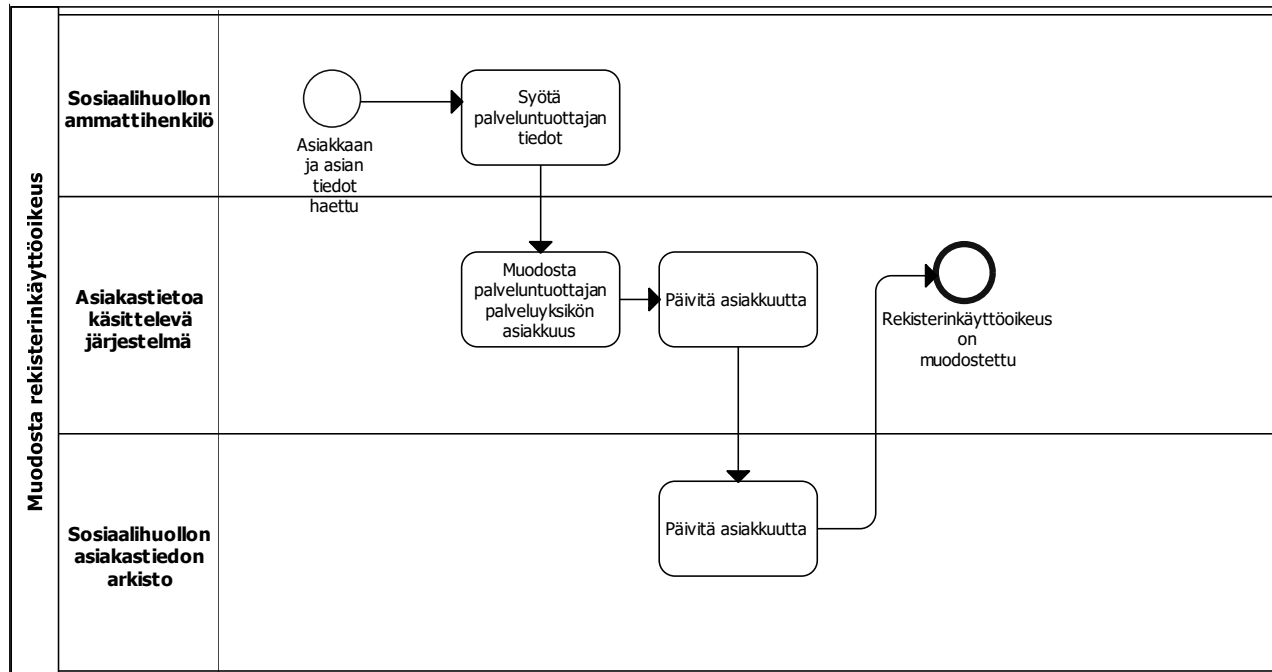 Muodosta rekisterinkäyttöoikeus
Sosiaalihuollon
ammattihenkilö
Asiakkaan
ja asian
tiedot
haettu
Syötä
palveluntuottajan
tiedot
Asiakastietoa
käsittelevä
järjestelmä
Muodosta
palveluntuottajan
palveluyksikön
asiakkuus
Päivitä asiakkuutta
Rekisterinkäyttöoikeus
on
muodostettu
Sosiaalihuollon
asiakastiedon
arkisto
Päivitä asiakkuutta